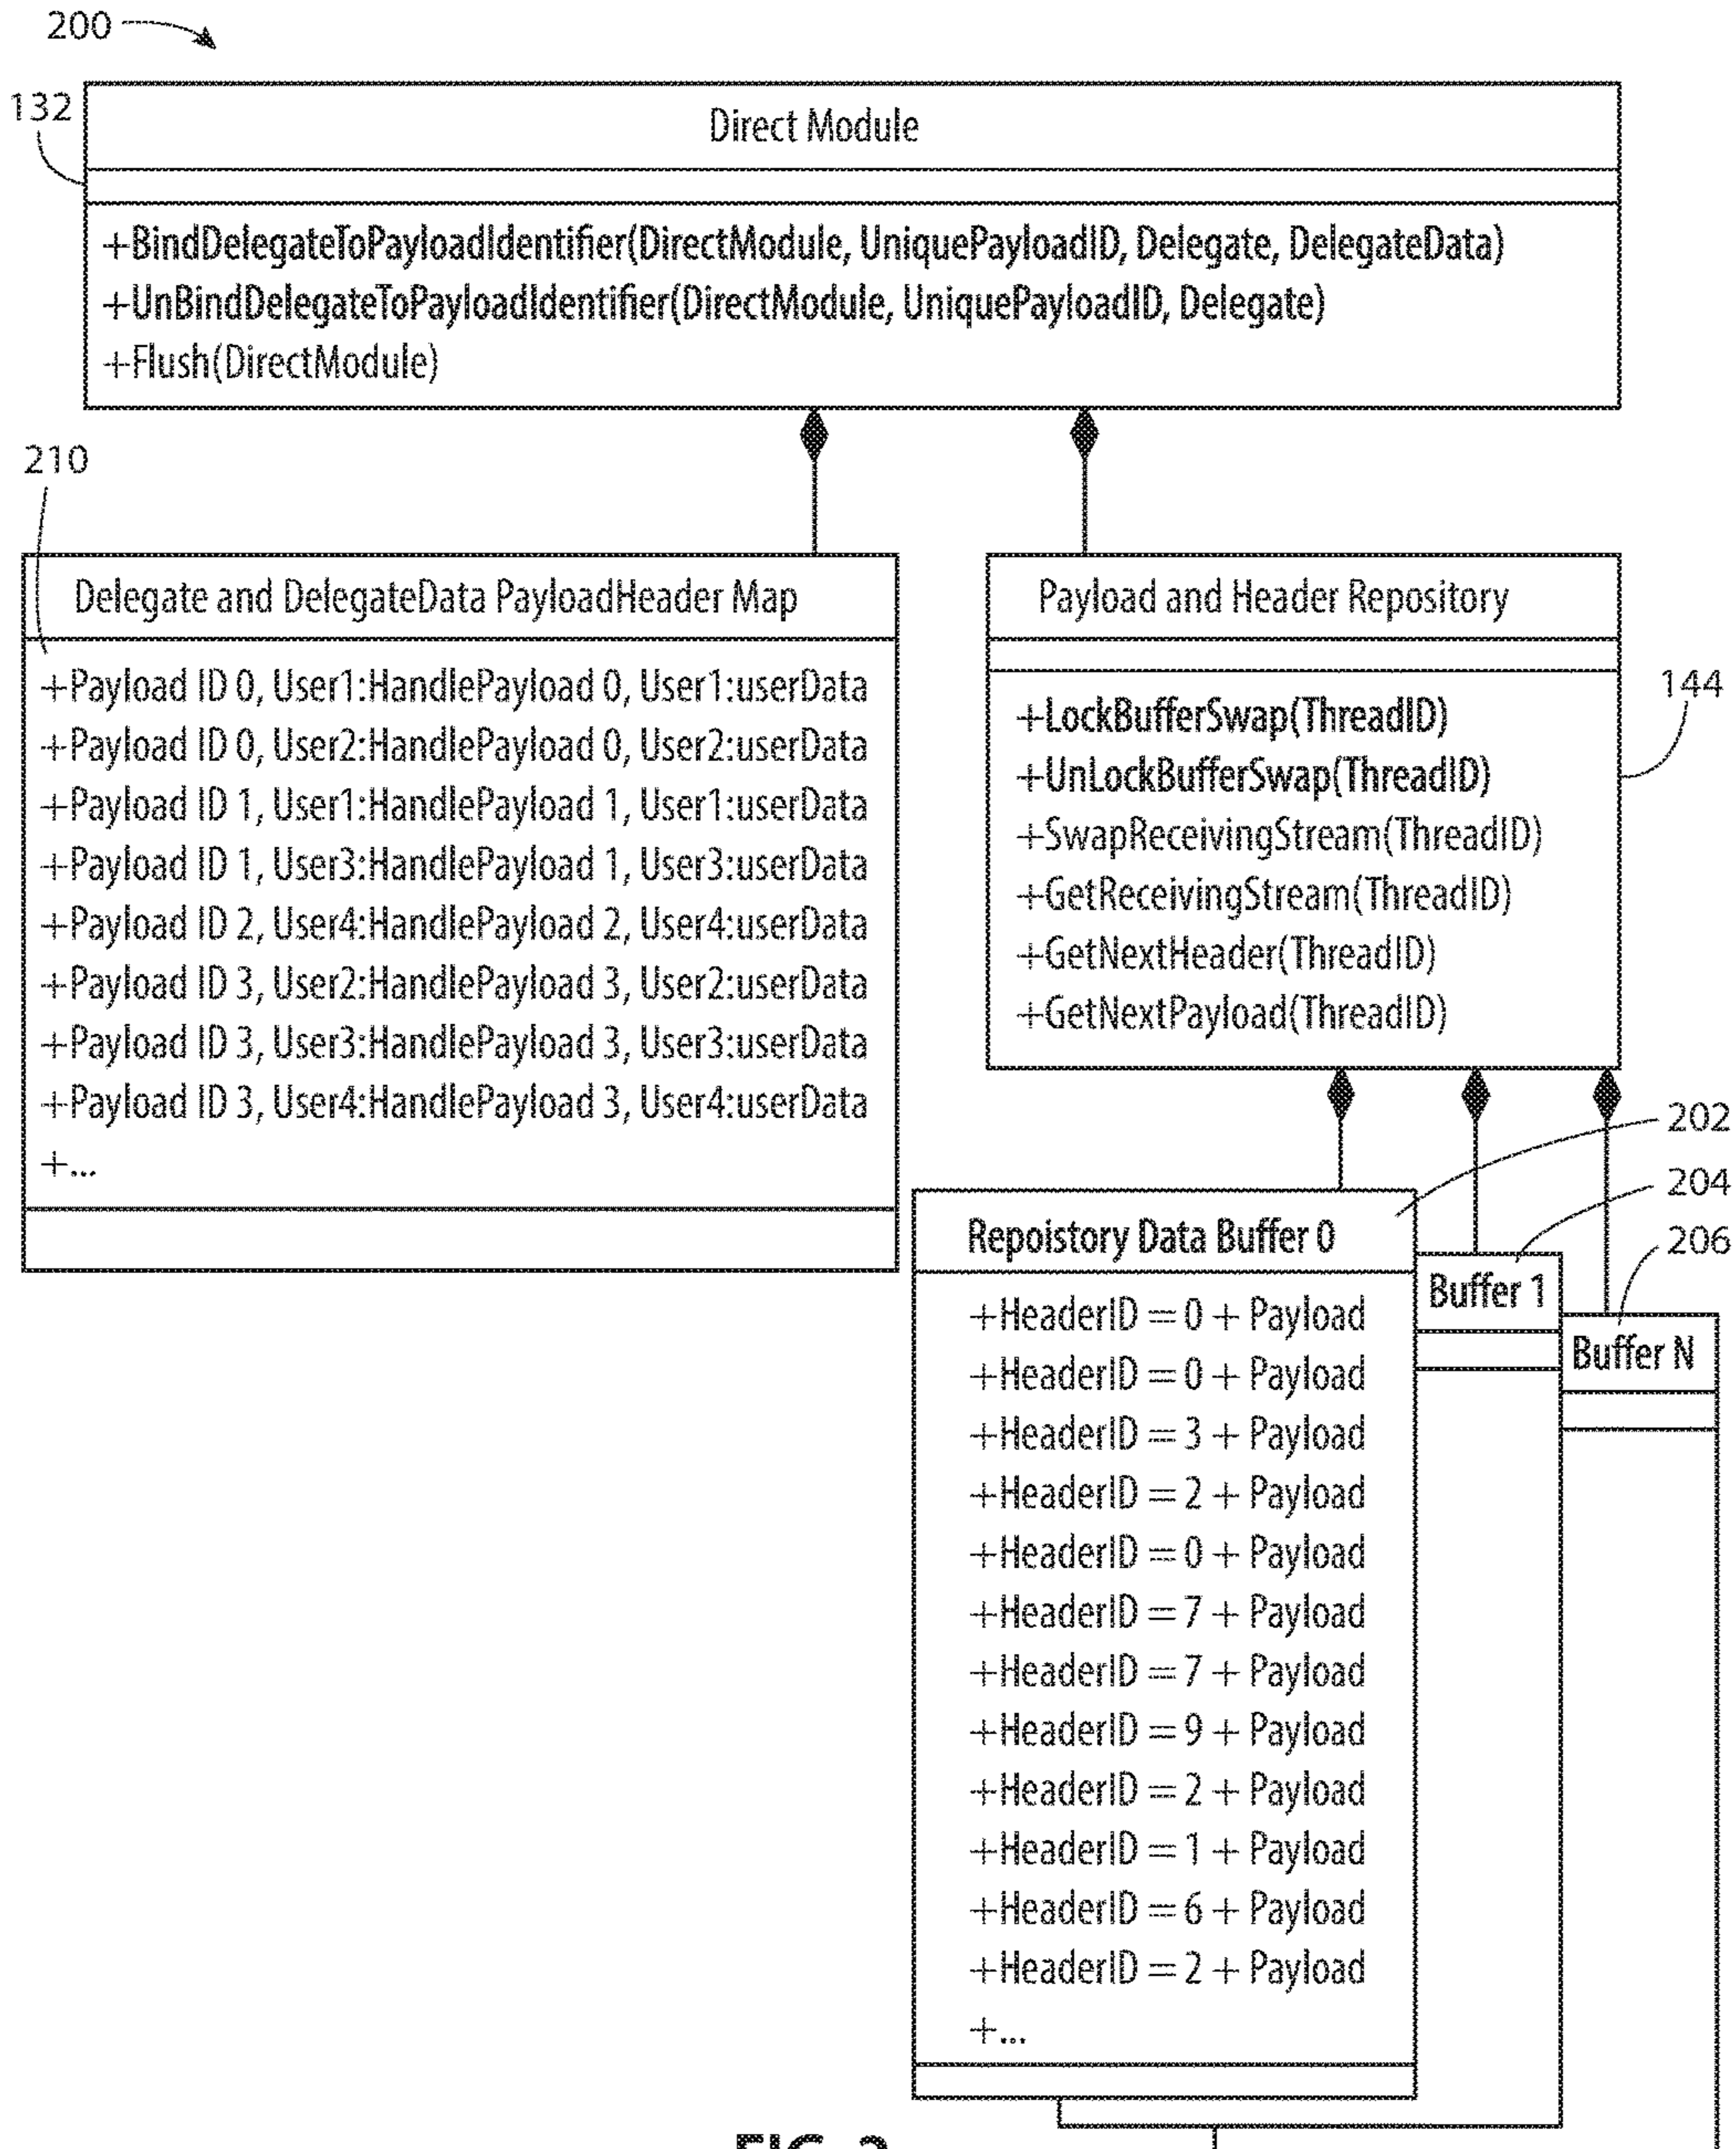 200
132
Direct Module
+BindDelegateToPayloadIdentifier(DirectModule, UniquePayloadID, Delegate, DelegateData)
+UnBindDelegateToPayloadIdentifier(DirectModule, UniquePayloadID, Delegate)
+Flush(DirectModule)
210
Delegate and DelegateData PayloadHeader Map
+Payload ID 0, User1:HandlePayload 0, User1:userData
+Payload ID 0, User2:HandlePayload 0, User2:userData
+Payload ID 1, User1:HandlePayload 1, User1:userData
+Payload ID 1, User3:HandlePayload 1, User3:userData
+Payload ID 2, User4:HandlePayload 2, User4:userData
+Payload ID 3, User2:HandlePayload 3, User2:userData
+Payload ID 3, User3:HandlePayload 3, User3:userData
+Payload ID 3, User4:HandlePayload 3, User4:userData
+...
Payload and Header Repository
144
+LockBufferSwap(ThreadID)
+UnLockBufferSwap(ThreadID)
+SwapReceivingStream(ThreadID)
+GetReceivingStream(ThreadID)
+GetNextHeader(ThreadID)
+GetNextPayload(ThreadID)
202
204
206
Repoistory Data Buffer 0
+HeaderID = 0 + Payload
+HeaderID = 0 + Payload
+HeaderID = 3 + Payload
+HeaderID = 2 + Payload
+HeaderID = 0 + Payload
+HeaderID = 7 + Payload
+HeaderID = 7 + Payload
+HeaderID = 9 + Payload
+HeaderID = 2 + Payload
+HeaderID = 1 + Payload
+HeaderID = 6 + Payload
+HeaderID = 2 + Payload
+...
Buffer 1
Buffer N